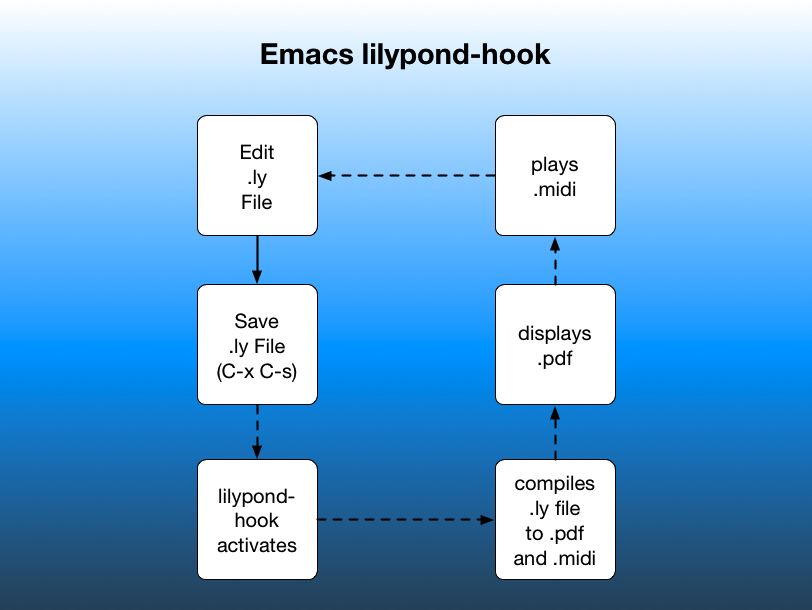 Emacs lilypond-hook
Edit
.ly
File
Save
.ly File
(C-x C-s)
lilypond-
hook
activates
compiles
.ly file
to .pdf
and .midi
displays
.pdf
plays
.midi